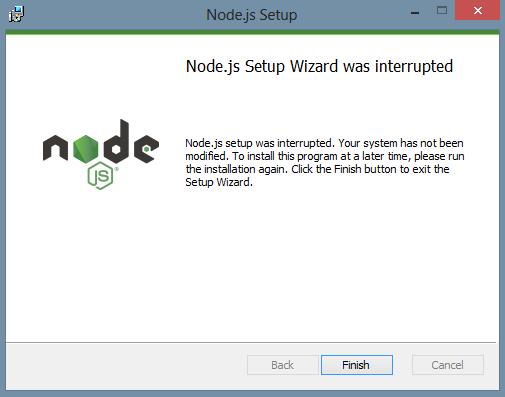 Node.js Setup
Node.js Setup Wizard was interrupted
node
JS®
Node.js setup was interrupted. Your system has not been
modified. To install this program at a later time, please run
the installation again. Click the Finish button to exit the
Setup Wizard.
Back
Finish
Cancel